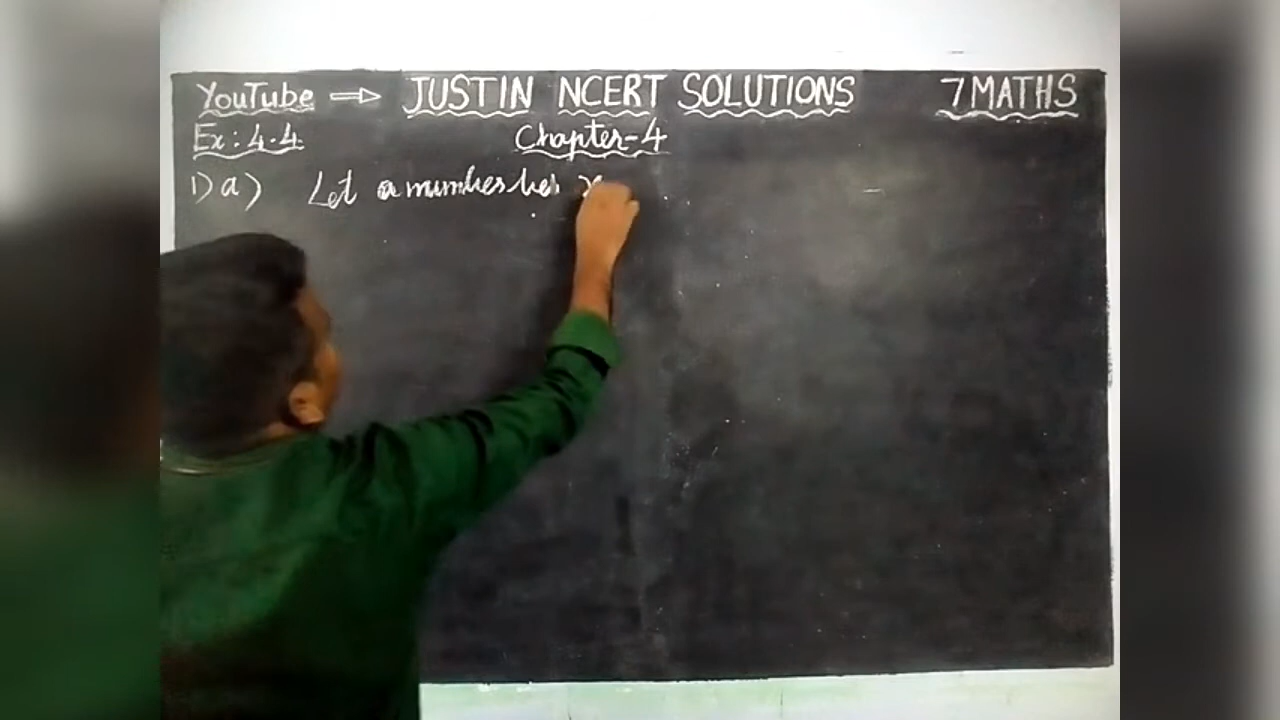 YouTube ⇒ JUSTIN NCERT SOLUTIONS 7 MATHS
Ex: 4.4 Chapter-4
1) a) Let a number be x